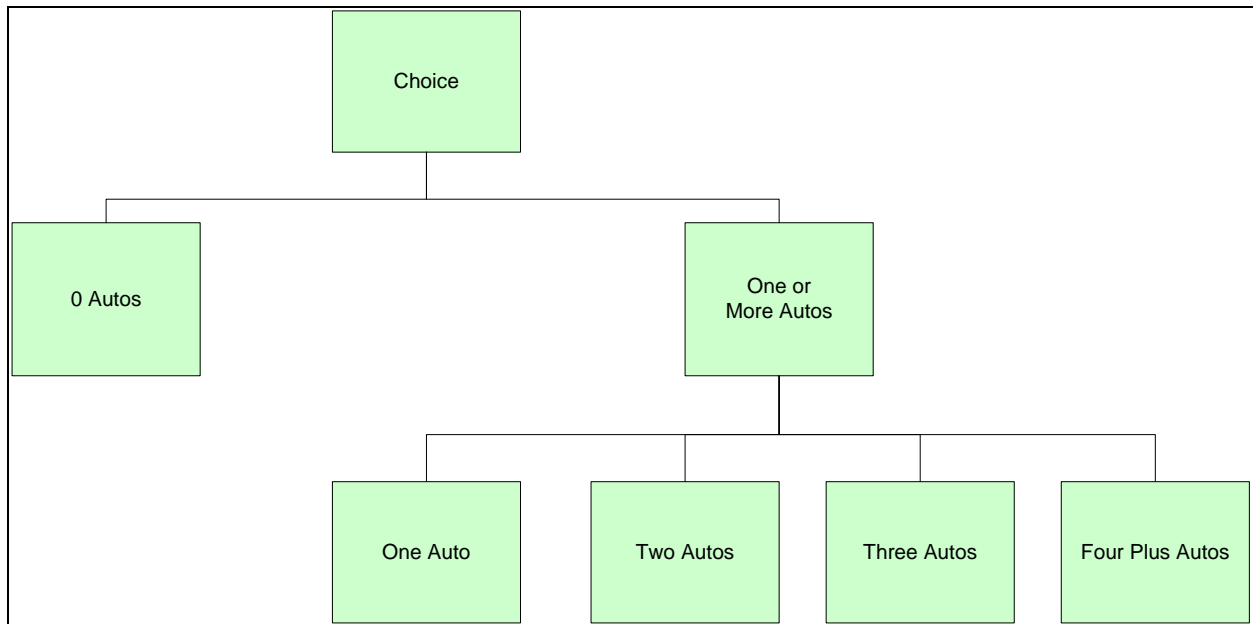 Choice
0 Autos
One or
More Autos
One Auto
Two Autos
Three Autos
Four Plus Autos